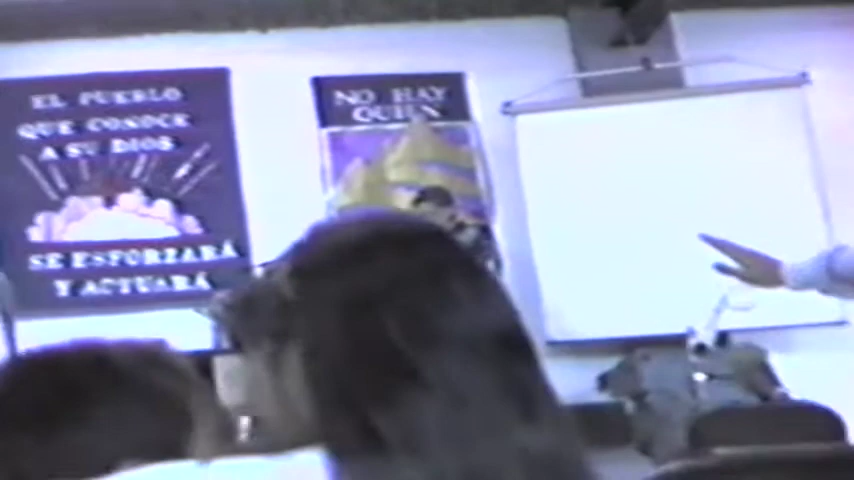 EL PUEBLO
QUE CONOCE
A SU DIOS
SE ESFORZARÁ
Y ACTUARÁ
NO HAY
QUIEN